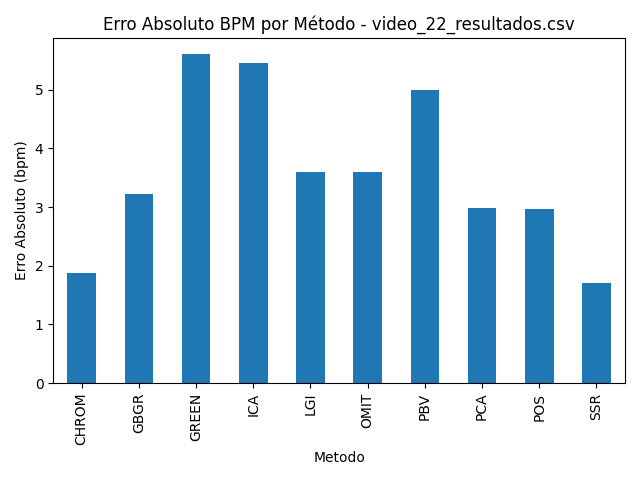 Erro Absoluto BPM por Método - video_22_resultados.csv
Erro Absoluto (bpm)
5
4
3
2
1
0
CHROM
GBGR
GREEN
ICA
LGI
OMIT
PBV
PCA
POS
SSR
Metodo